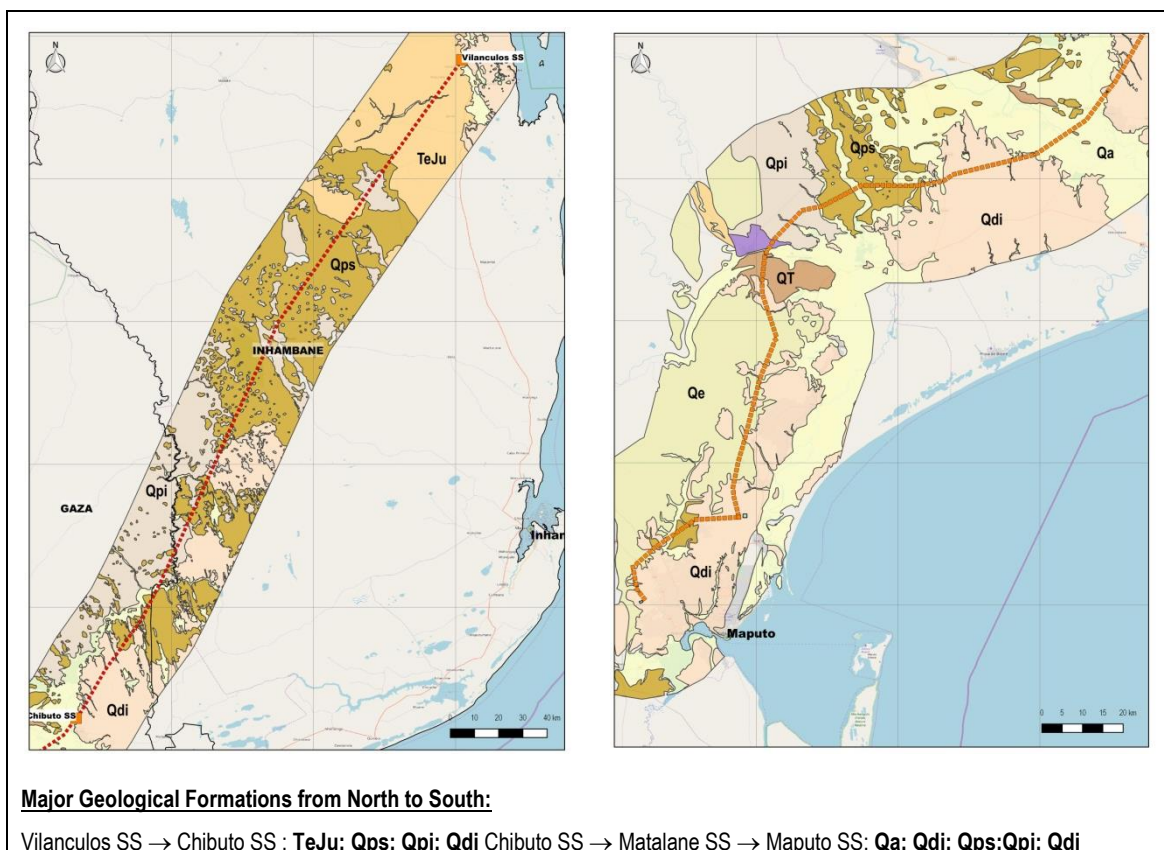 N
Vilanculos SS
TeJu
Qps
INHAMBANE
Qpi
GAZA
Inhar
Chibuto SS
Qdi
0 10 20 30 40 km
N
Qps
Qpi
Qa
Qdi
QT
Qe
Qdi
Maputo
0 5 10 15 20 km
Major Geological Formations from North to South:
Vilanculos SS → Chibuto SS : TeJu; Qps; Qpi; Qdi Chibuto SS → Matalane SS → Maputo SS: Qa; Qdi; Qps;Qpi; Qdi